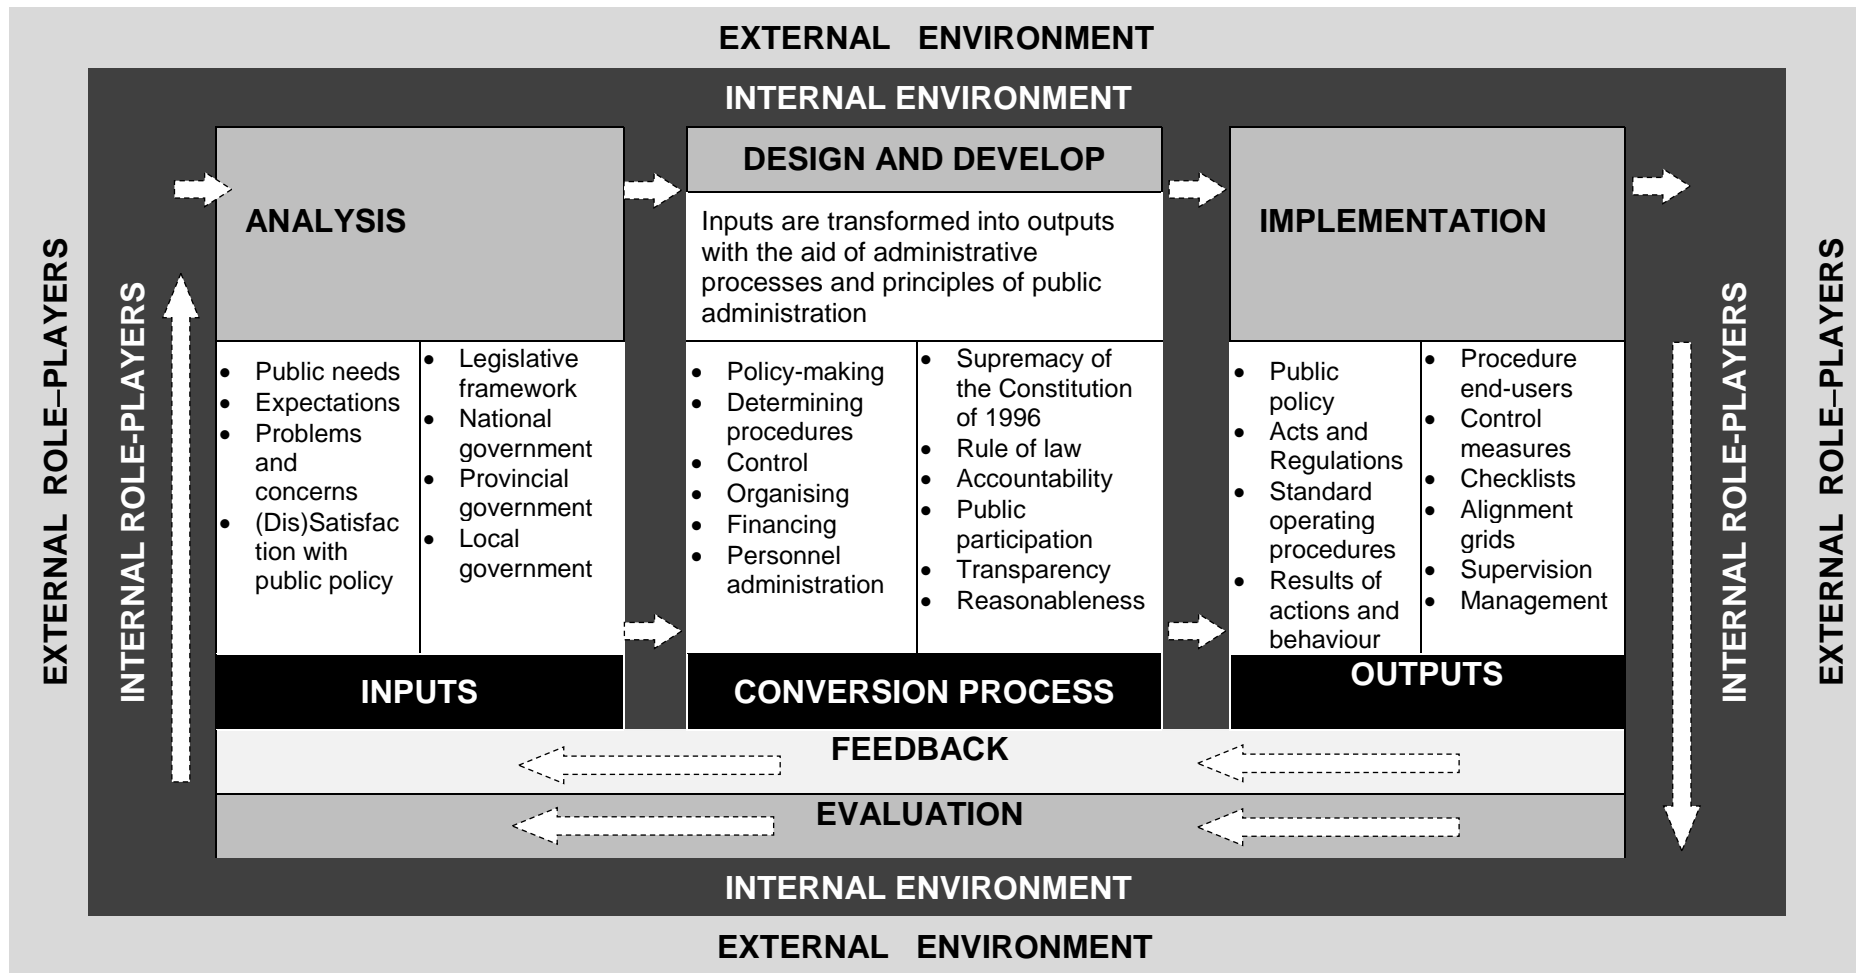 EXTERNAL ENVIRONMENT
INTERNAL ENVIRONMENT
EXTERNAL ROLE–PLAYERS
INTERNAL ROLE-PLAYERS
ANALYSIS
• Public needs
• Expectations
• Problems
and
concerns
• (Dis)Satisfac
tion with
public policy
• Legislative
framework
• National
government
• Provincial
government
• Local
government
INPUTS
DESIGN AND DEVELOP
Inputs are transformed into outputs
with the aid of administrative
processes and principles of public
administration
• Policy-making
• Determining
procedures
• Control
• Organising
• Financing
• Personnel
administration
• Supremacy of
the Constitution
of 1996
• Rule of law
• Accountability
• Public
participation
• Transparency
• Reasonableness
CONVERSION PROCESS
IMPLEMENTATION
• Public
policy
• Acts and
Regulations
• Standard
operating
procedures
• Results of
actions and
behaviour
• Procedure
end-users
• Control
measures
• Checklists
• Alignment
grids
• Supervision
• Management
OUTPUTS
INTERNAL ROLE-PLAYERS
EXTERNAL ROLE–PLAYERS
FEEDBACK
EVALUATION
INTERNAL ENVIRONMENT
EXTERNAL ENVIRONMENT